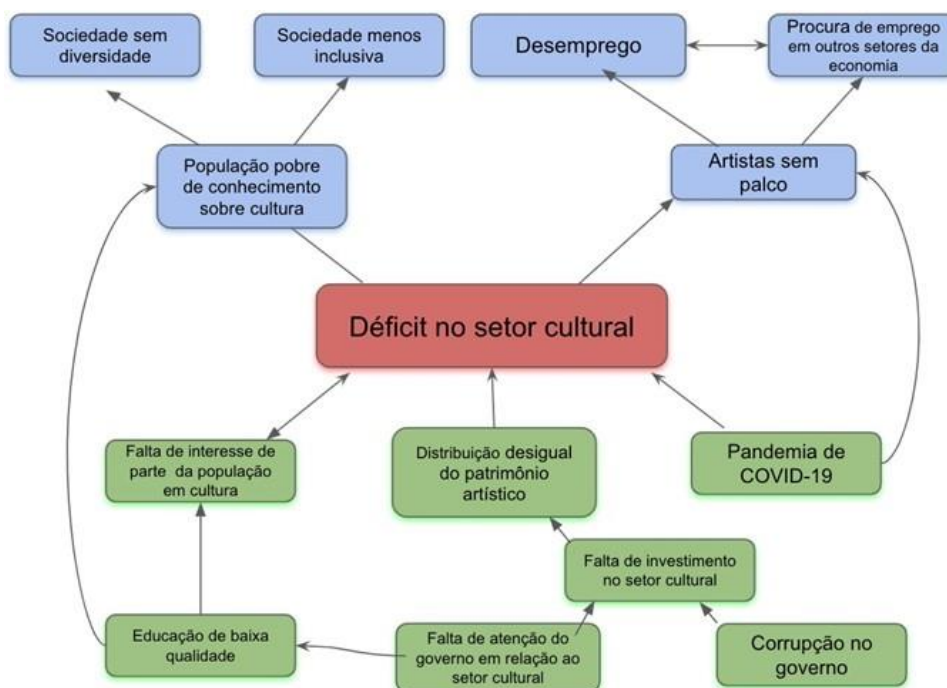 Sociedade sem
diversidade
Sociedade menos
inclusiva
Desemprego
Procura de emprego
em outros setores da
economia
População pobre
de conhecimento
sobre cultura
Artistas sem
palco
Déficit no setor cultural
Falta de interesse de
parte da população
em cultura
Distribuição desigual
do patrimônio
artístico
Pandemia de
COVID-19
Falta de investimento
no setor cultural
Educação de baixa
qualidade
Falta de atenção do
governo em relação ao
setor cultural
Corrupção no
governo